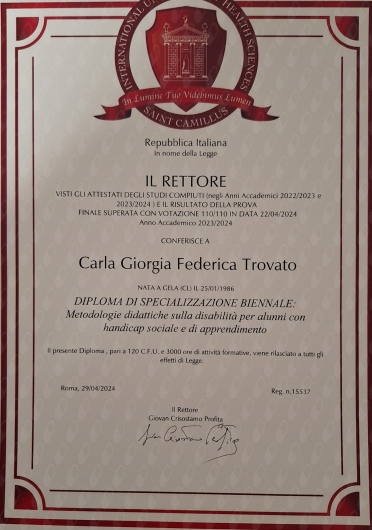 INTERNATIONAL HEALTH SCIENCES
In Lumine Tuo Videbimus Lumen
SAINT CAMILLUS
Repubblica Italiana
In nome della Legge
IL RETTORE
VISTI GLI ATTESTATI DEGLI STUDI COMPIUTI (negli Anni Accademici 2022/2023 e
2023/2024 ) E IL RISULTATO DELLA PROVA
FINALE SUPERATA CON VOTAZIONE 110/110 IN DATA 22/04/2024
Anno Accademico 2023/2024
CONFERISCE A
Carla Giorgia Federica Trovato
NATA A GELA (CL) IL 25/01/1986
DIPLOMA DI SPECIALIZZAZIONE BIENNALE:
Metodologie didattiche sulla disabilità per alunni con
handicap sociale e di apprendimento
Il presente Diploma , pari a 120 C.F.U. e 3000 ore di attività formative, viene rilasciato a tutti gli
effetti di Legge.
Roma, 29/04/2024 Reg. n.15537
Il Rettore
Giovan Crisostamo Profita